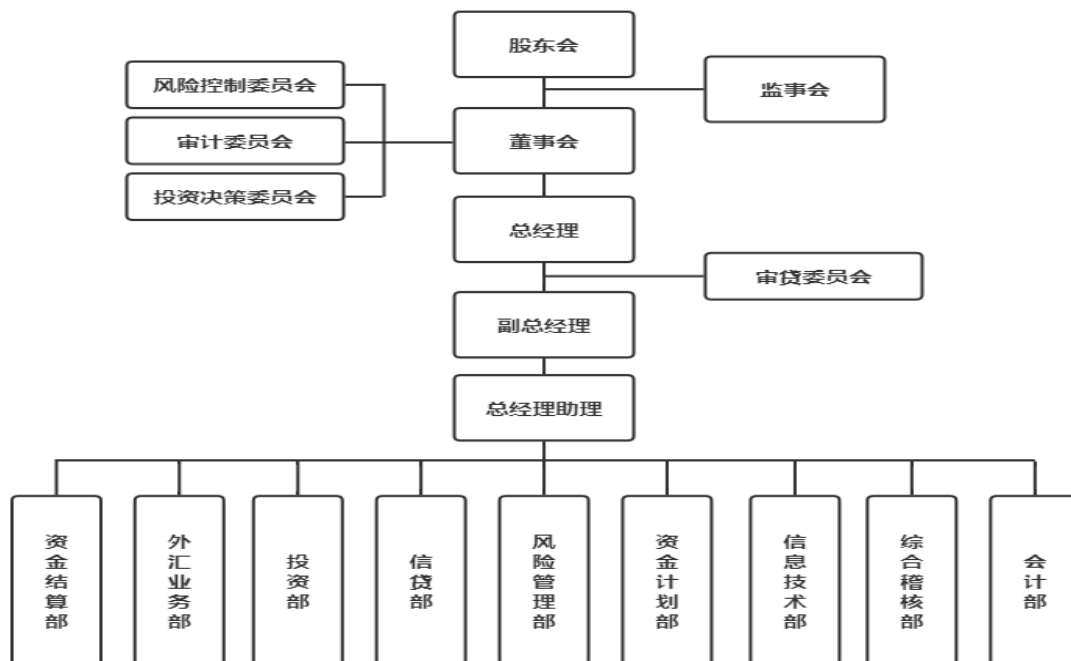 股东会
风险控制委员会
监事会
审计委员会
董事会
投资决策委员会
总经理
审贷委员会
副总经理
总经理助理
资金结算部
外汇业务部
投资部
信贷部
风险管理部
资金计划部
信息技术部
综合稽核部
会计部